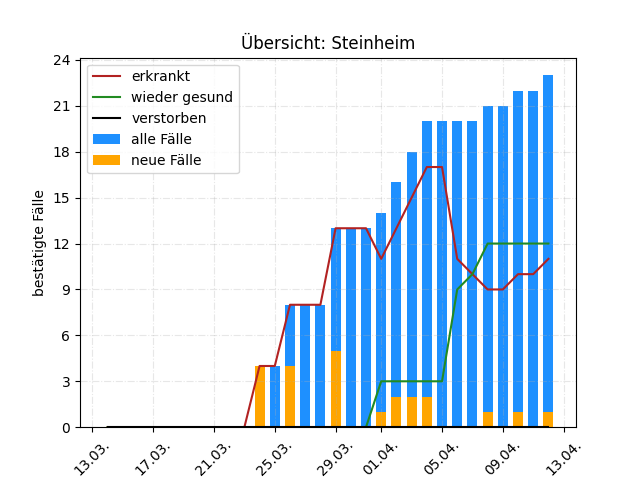 Übersicht: Steinheim
bestätigte Fälle
24
21
18
15
12
9
6
3
0
erkrankt
wieder gesund
verstorben
alle Fälle
neue Fälle
13.03.
17.03.
21.03.
25.03.
29.03.
01.04.
05.04.
09.04.
13.04.